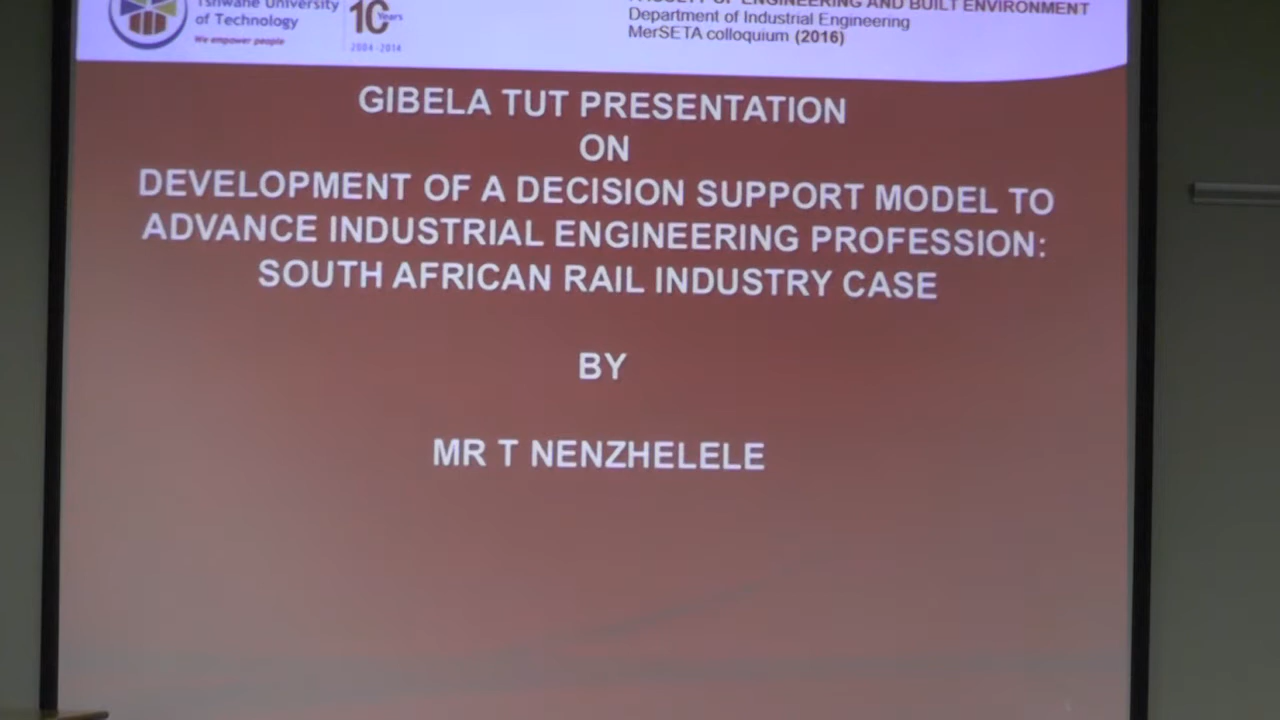 Tshwane University
of Technology
We empower people
10 Years
2004 - 2014
FACULTY OF ENGINEERING AND BUILT ENVIRONMENT
Department of Industrial Engineering
MerSETA colloquium (2016)
GIBELA TUT PRESENTATION
ON
DEVELOPMENT OF A DECISION SUPPORT MODEL TO
ADVANCE INDUSTRIAL ENGINEERING PROFESSION:
SOUTH AFRICAN RAIL INDUSTRY CASE
BY
MR T NENZHELELE